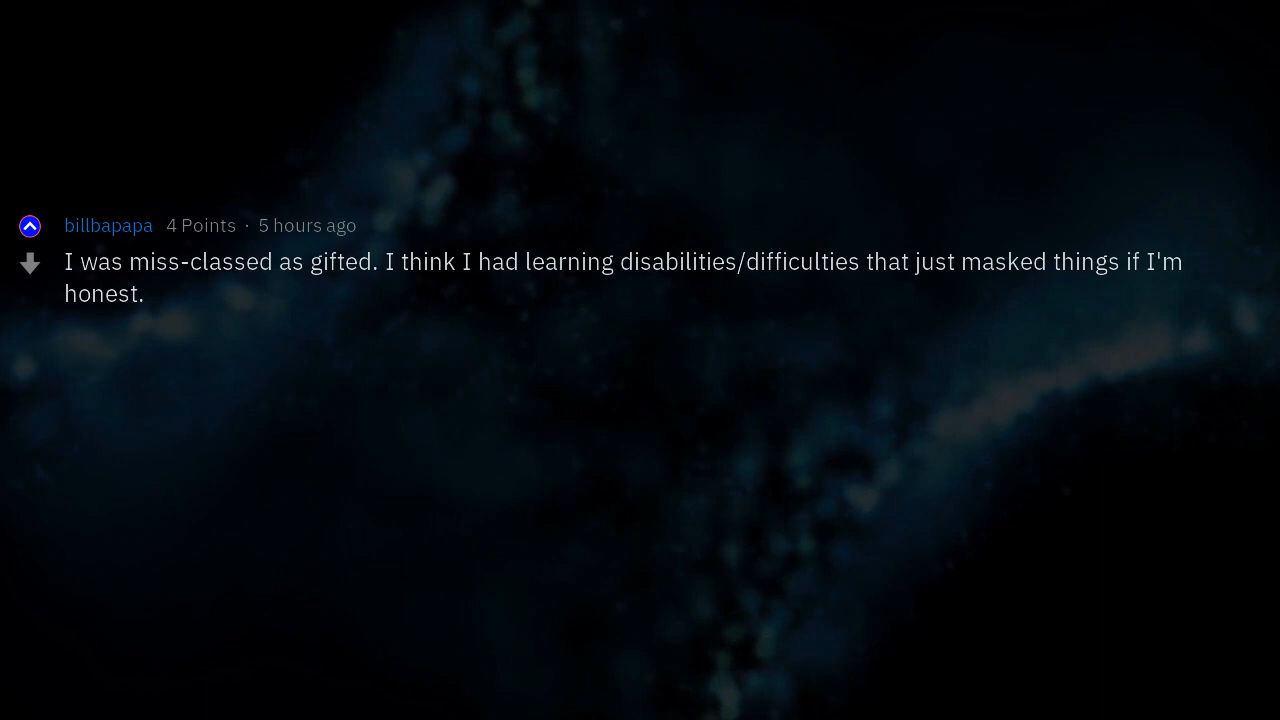 billbapapa 4 Points · 5 hours ago
I was miss-classed as gifted. I think I had learning disabilities/difficulties that just masked things if I'm
honest.